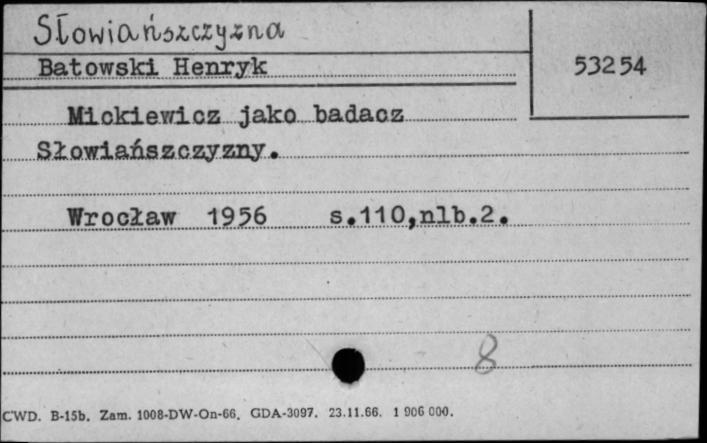 Słowiańszczyzna
Batowski Henryk
53254
Mickiewicz jako badacz
Słowiańszczyzny.
Wrocław 1956 s.110,nlb.2.
8
CWD. B-15b. Zam. 1008-DW-On-66. GDA-3097. 23.11.66. 1 906 000.